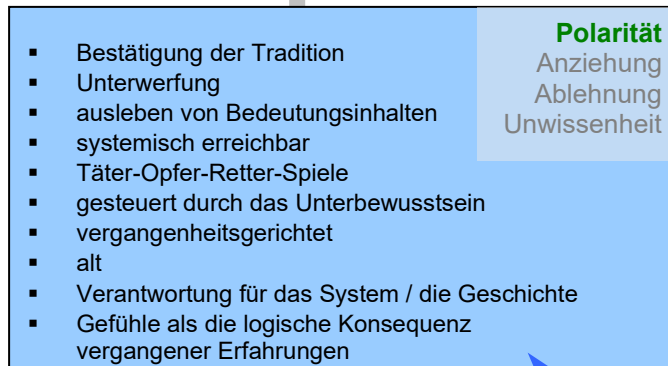 Polarität
Anziehung
Ablehnung
Unwissenheit
▪ Bestätigung der Tradition
▪ Unterwerfung
▪ ausleben von Bedeutungsinhalten
▪ systemisch erreichbar
▪ Täter-Opfer-Retter-Spiele
▪ gesteuert durch das Unterbewusstsein
▪ vergangenheitsgerichtet
▪ alt
▪ Verantwortung für das System / die Geschichte
▪ Gefühle als die logische Konsequenz
vergangener Erfahrungen